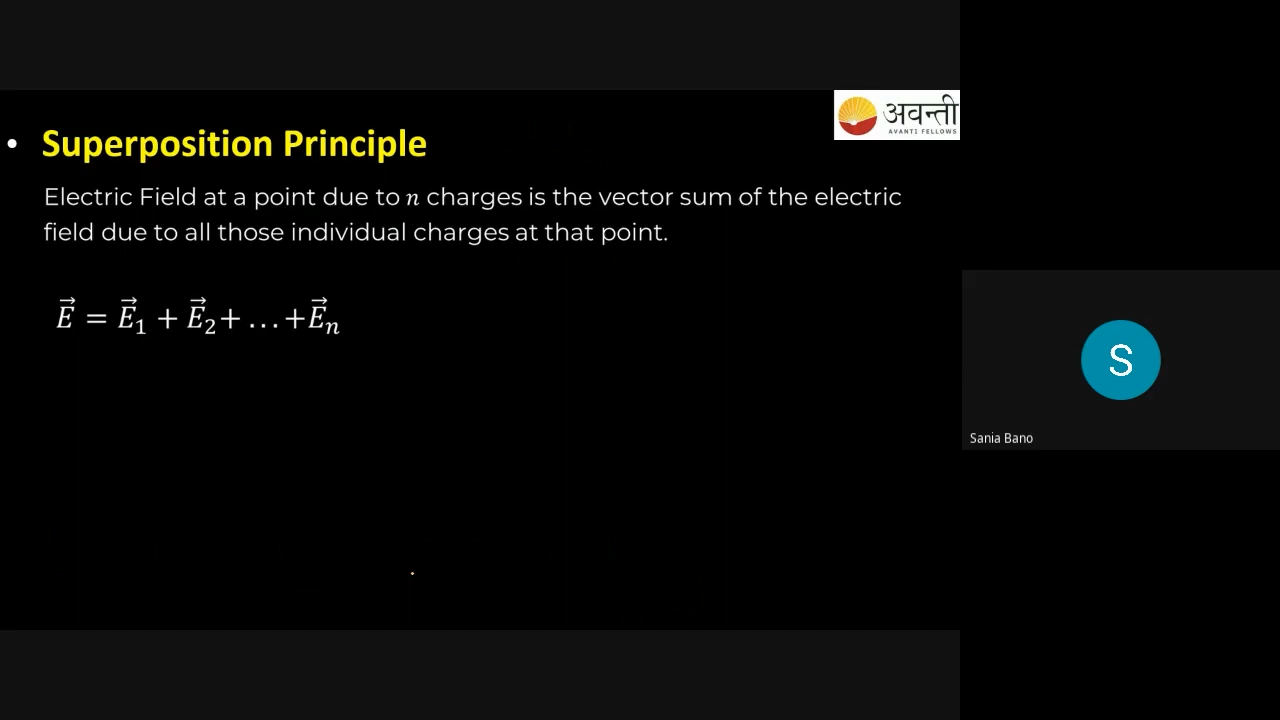 अवन्ती
AVANTI FELLOWS
• Superposition Principle
Electric Field at a point due to n charges is the vector sum of the electric
field due to all those individual charges at that point.
E⃗ = E⃗₁ + E⃗₂+ ...+E⃗ₙ
S
Sania Bano